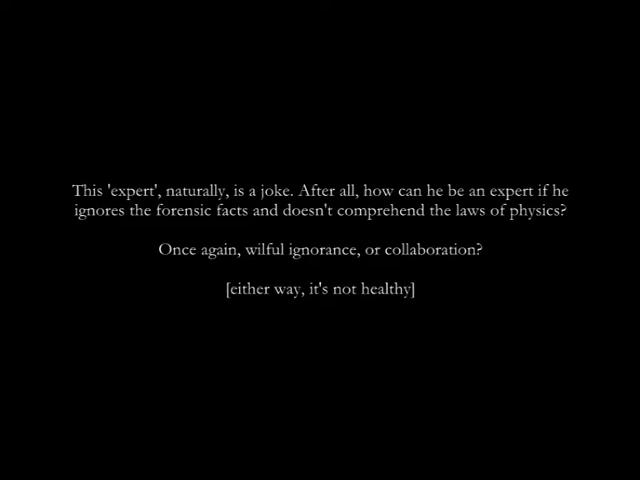 This 'expert', naturally, is a joke. After all, how can he be an expert if he
ignores the forensic facts and doesn't comprehend the laws of physics?
Once again, wilful ignorance, or collaboration?
[either way, it's not healthy]